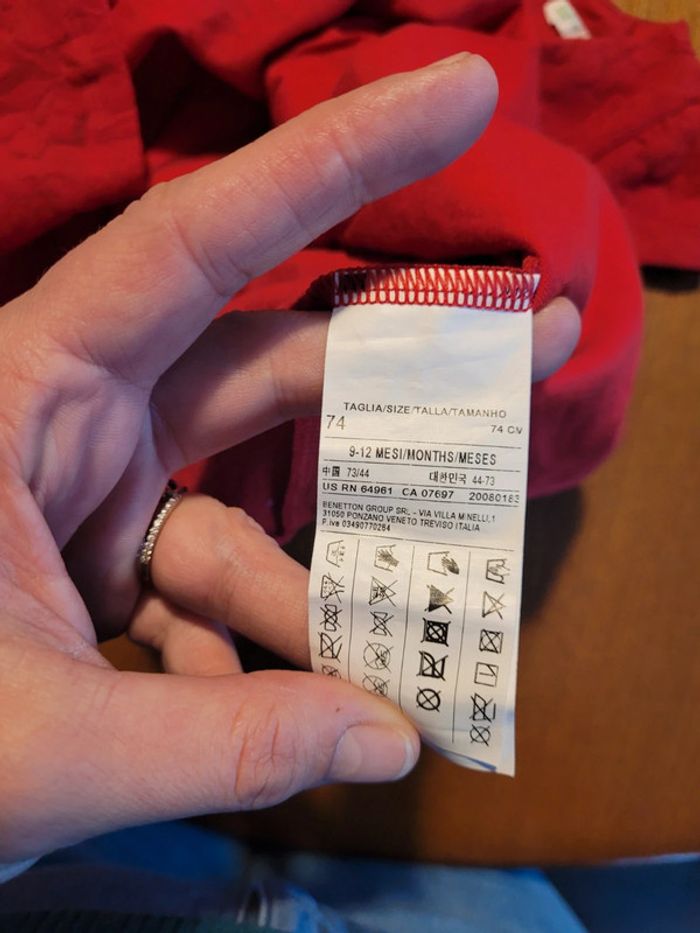 TAGLIA/SIZE/TALLA/TAMANHO
74 74 CM
9-12 MESI/MONTHS/MESES
中国 73/44 대한민국 44-73
US RN 64961 CA 07697 20080183
BENETTON GROUP SRL - VIA VILLA MINELLI,1
31050 PONZANO VENETO TREVISO ITALIA
P.iva 03490770264